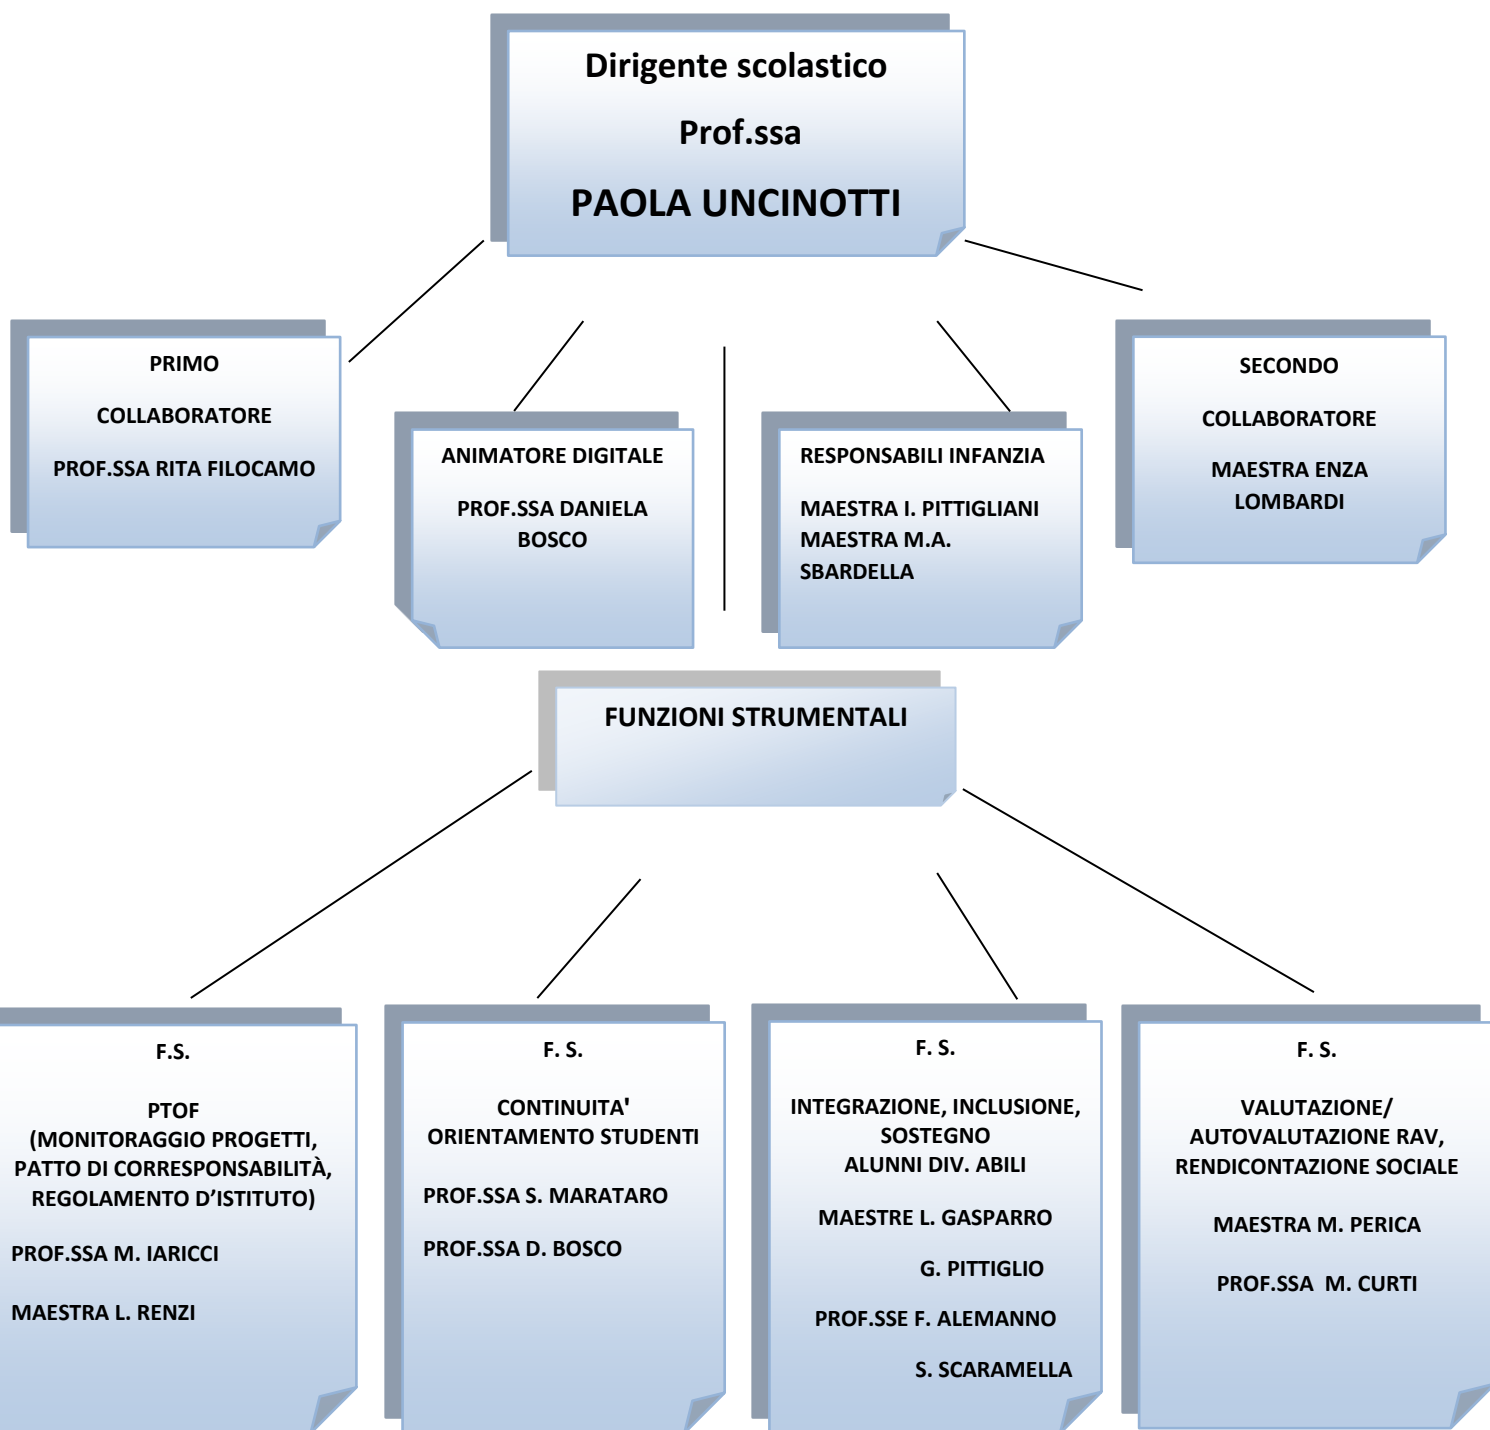 Dirigente scolastico
Prof.ssa
PAOLA UNCINOTTI
PRIMO
COLLABORATORE
PROF.SSA RITA FILOCAMO
ANIMATORE DIGITALE
PROF.SSA DANIELA
BOSCO
RESPONSABILI INFANZIA
MAESTRA I. PITTIGLIANI
MAESTRA M.A.
SBARDELLA
SECONDO
COLLABORATORE
MAESTRA ENZA
LOMBARDI
FUNZIONI STRUMENTALI
F.S.
PTOF
(MONITORAGGIO PROGETTI,
PATTO DI CORRESPONSABILITÀ,
REGOLAMENTO D’ISTITUTO)
PROF.SSA M. IARICCI
MAESTRA L. RENZI
F. S.
CONTINUITA'
ORIENTAMENTO STUDENTI
PROF.SSA S. MARATARO
PROF.SSA D. BOSCO
F. S.
INTEGRAZIONE, INCLUSIONE,
SOSTEGNO
ALUNNI DIV. ABILI
MAESTRE L. GASPARRO
G. PITTIGLIO
PROF.SSE F. ALEMANNO
S. SCARAMELLA
F. S.
VALUTAZIONE/
AUTOVALUTAZIONE RAV,
RENDICONTAZIONE SOCIALE
MAESTRA M. PERICA
PROF.SSA  M. CURTI